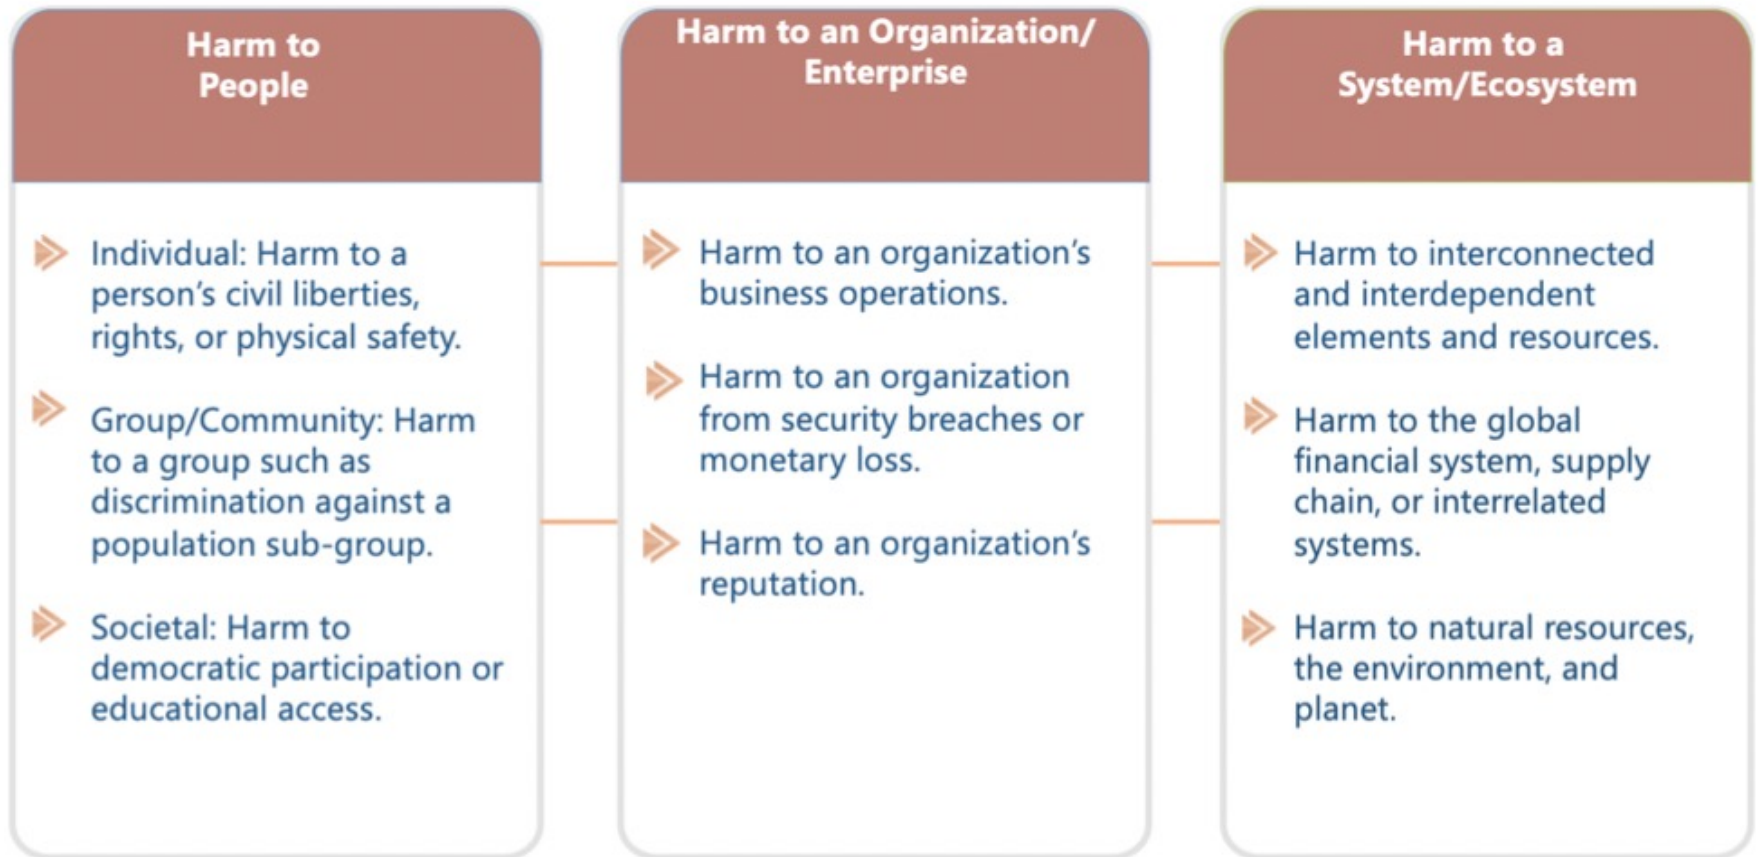 Harm to
People
Individual: Harm to a
person’s civil liberties,
rights, or physical safety.
Group/Community: Harm
to a group such as
discrimination against a
population sub-group.
Societal: Harm to
democratic participation or
educational access.
Harm to an Organization/
Enterprise
Harm to an organization’s
business operations.
Harm to an organization
from security breaches or
monetary loss.
Harm to an organization’s
reputation.
Harm to a
System/Ecosystem
Harm to interconnected
and interdependent
elements and resources.
Harm to the global
financial system, supply
chain, or interrelated
systems.
Harm to natural resources,
the environment, and
planet.